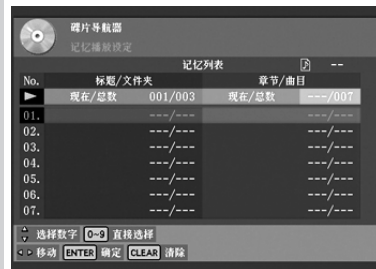 碟片导航器
记忆播放设定
记忆列表 --
No. 标题/文件夹 章节/曲目
现在/总数 001/003 现在/总数 ---/007
01. ---/--- ---/---
02. ---/--- ---/---
03. ---/--- ---/---
04. ---/--- ---/---
05. ---/--- ---/---
06. ---/--- ---/---
07. ---/--- ---/---
选择数字 0~9 直接选择
移动 ENTER 确定 CLEAR 清除